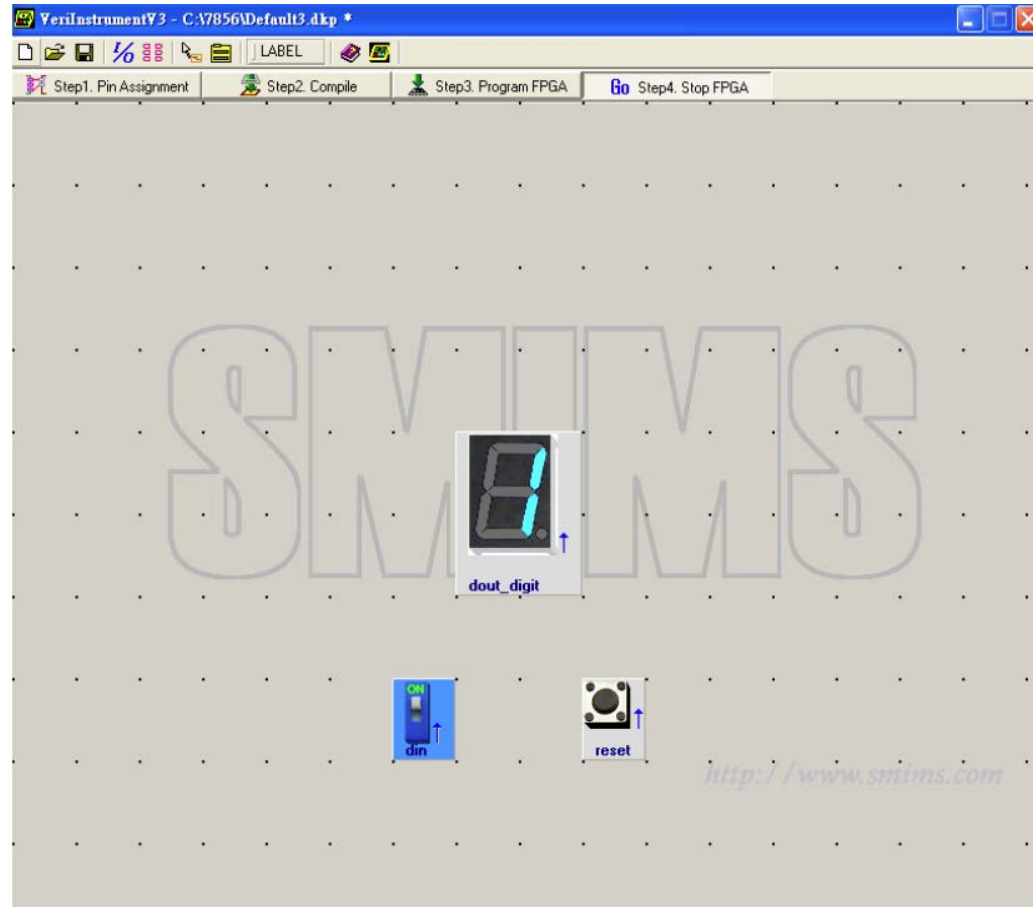 VeriInstrumentV3 - C:\7856\Default3.dkp *
I/O LABEL
Step1. Pin Assignment Step2. Compile Step3. Program FPGA Go Step4. Stop FPGA
SMIMS
dout_digit
ON
din
reset
http://www.smims.com